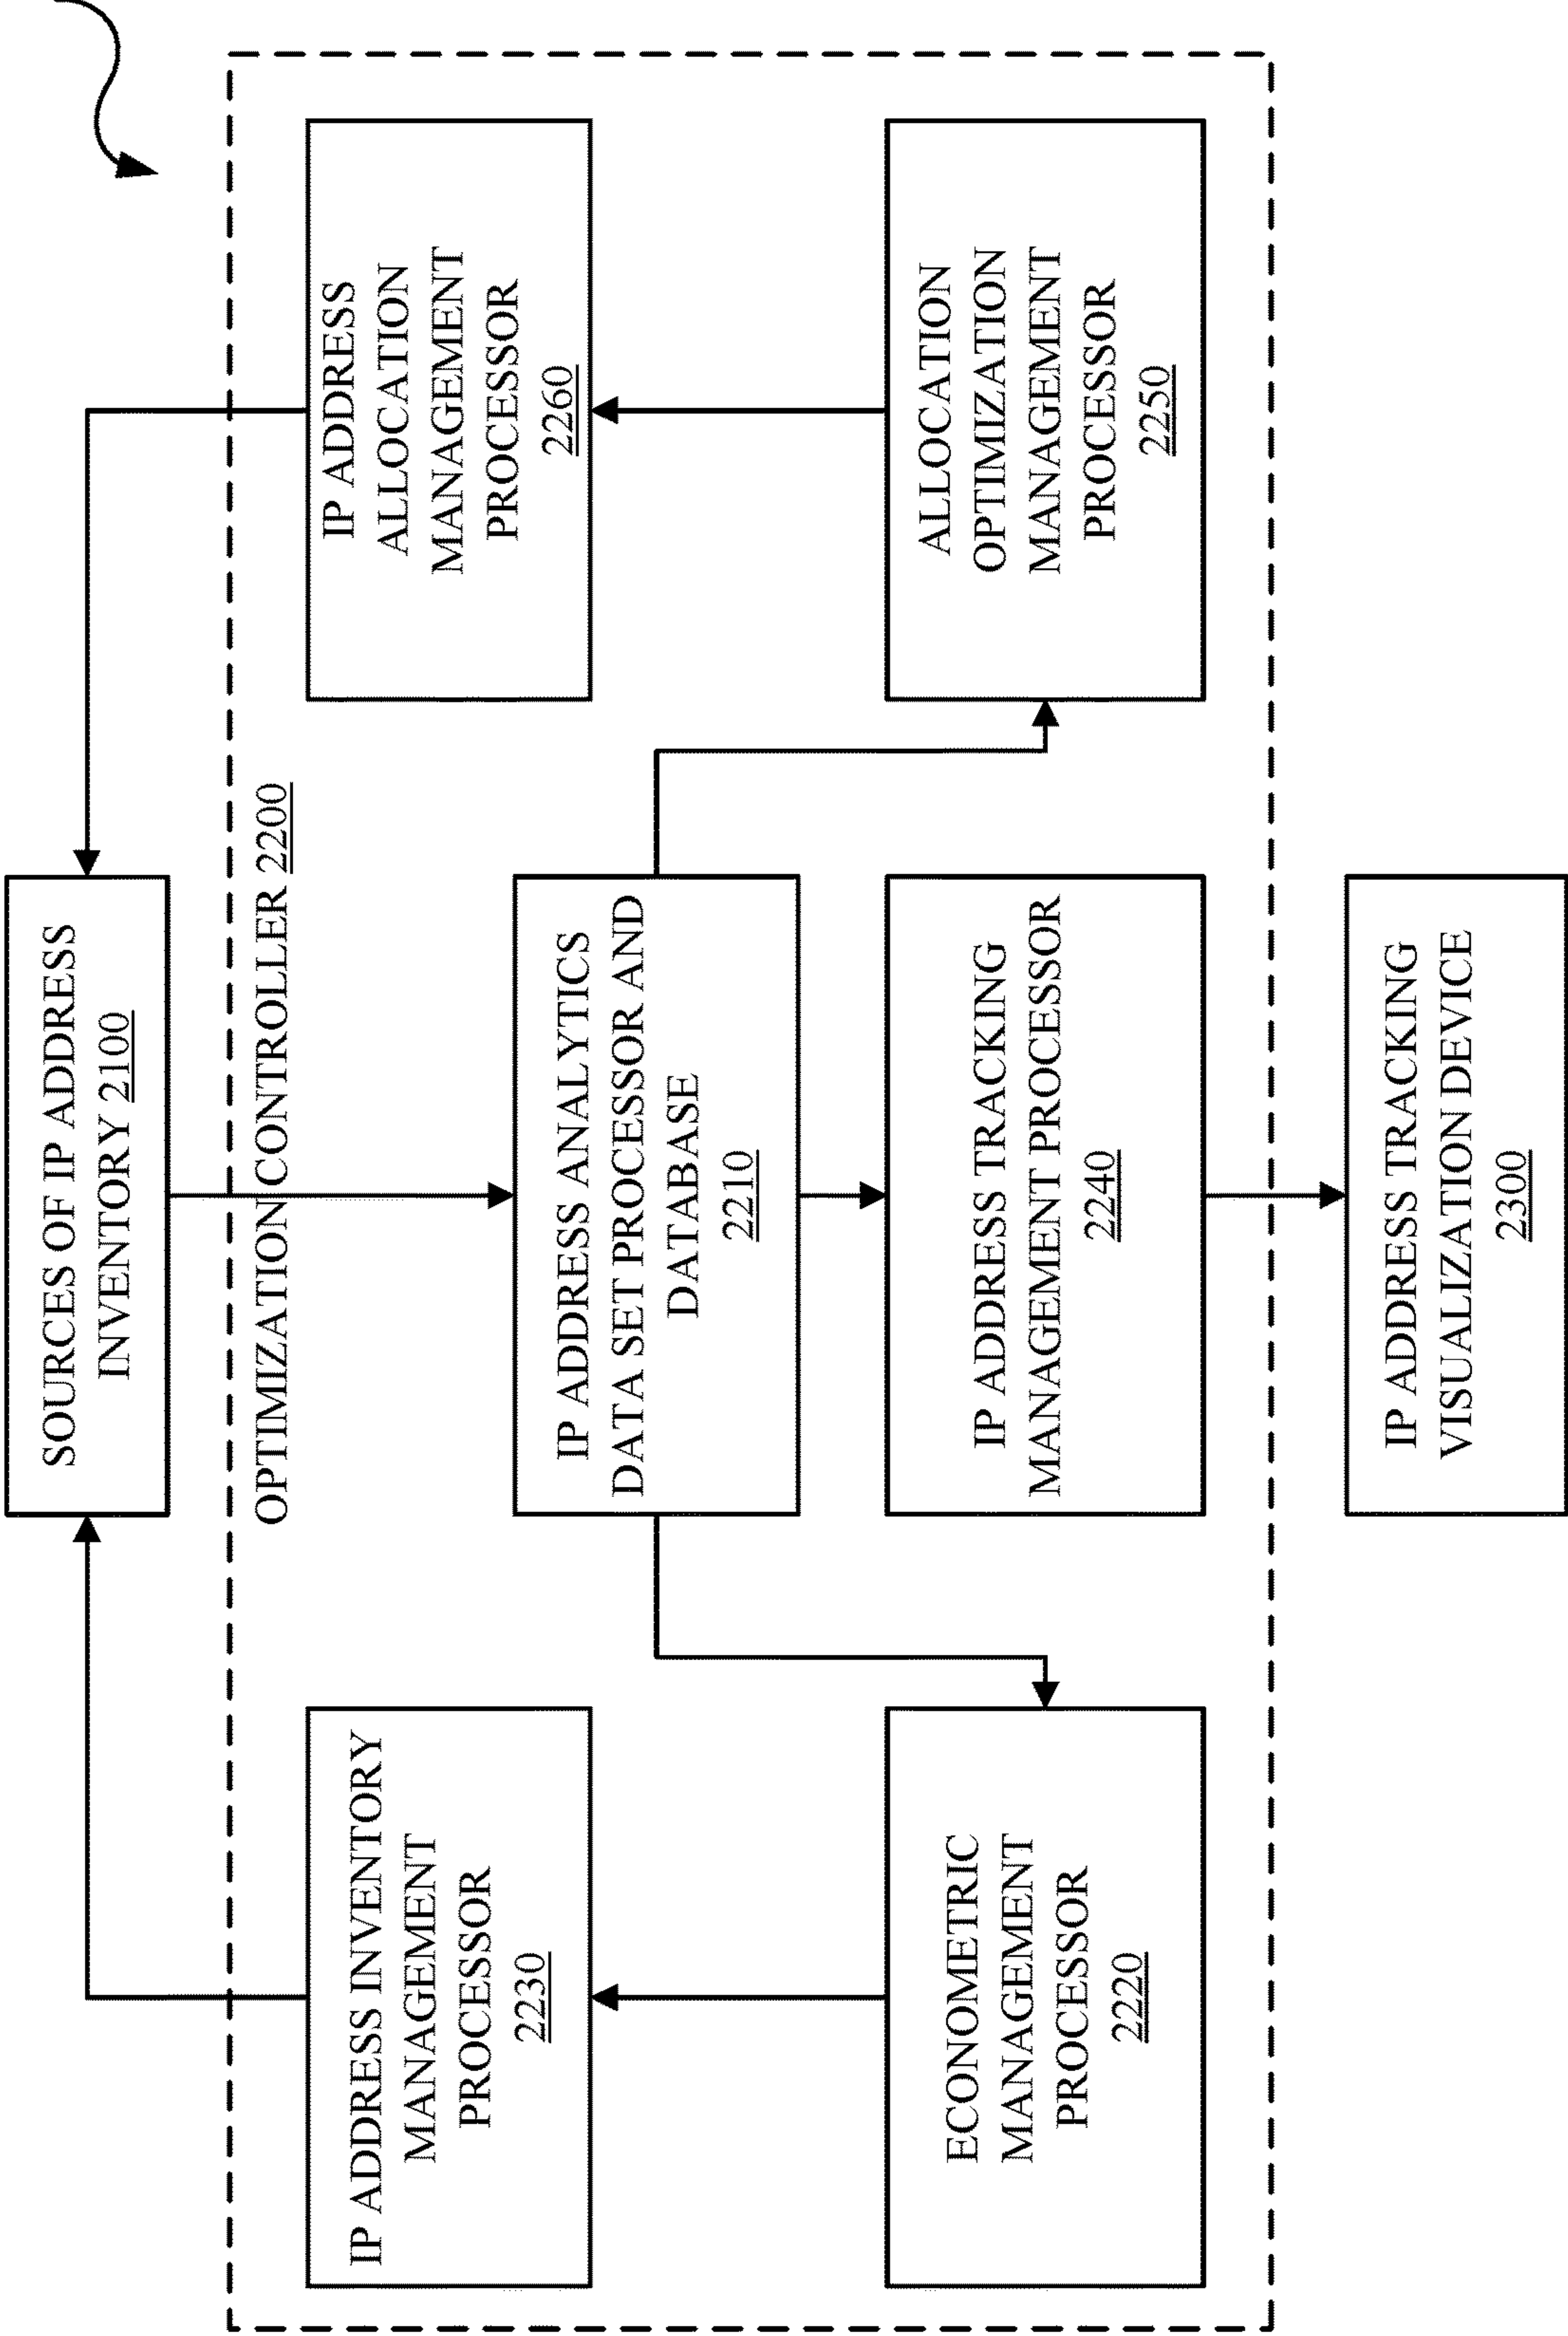 SOURCES OF IP ADDRESS
INVENTORY 2100
OPTIMIZATION CONTROLLER 2200
IP ADDRESS INVENTORY
MANAGEMENT
PROCESSOR
2230
IP ADDRESS ANALYTICS
DATA SET PROCESSOR AND
DATABASE
2210
IP ADDRESS
ALLOCATION
MANAGEMENT
PROCESSOR
2260
ECONOMETRIC
MANAGEMENT
PROCESSOR
2220
IP ADDRESS TRACKING
MANAGEMENT PROCESSOR
2240
ALLOCATION
OPTIMIZATION
MANAGEMENT
PROCESSOR
2250
IP ADDRESS TRACKING
VISUALIZATION DEVICE
2300